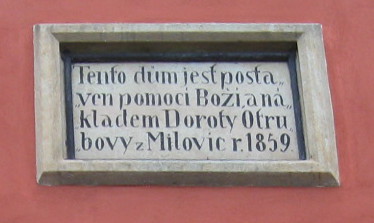 Tento dům jest posta„
ven pomocí Boží, a ná„
kladem Doroty Otru„
bovy z Milovic r. 1859.